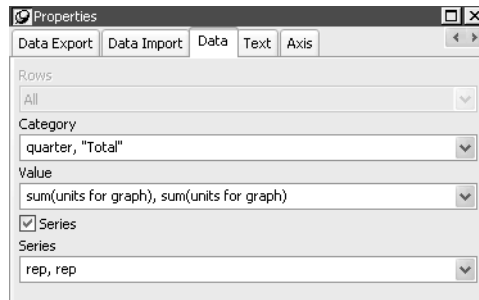 Properties
Data Export Data Import Data Text Axis
Rows
All
Category
quarter, "Total"
Value
sum(units for graph), sum(units for graph)
Series
Series
rep, rep